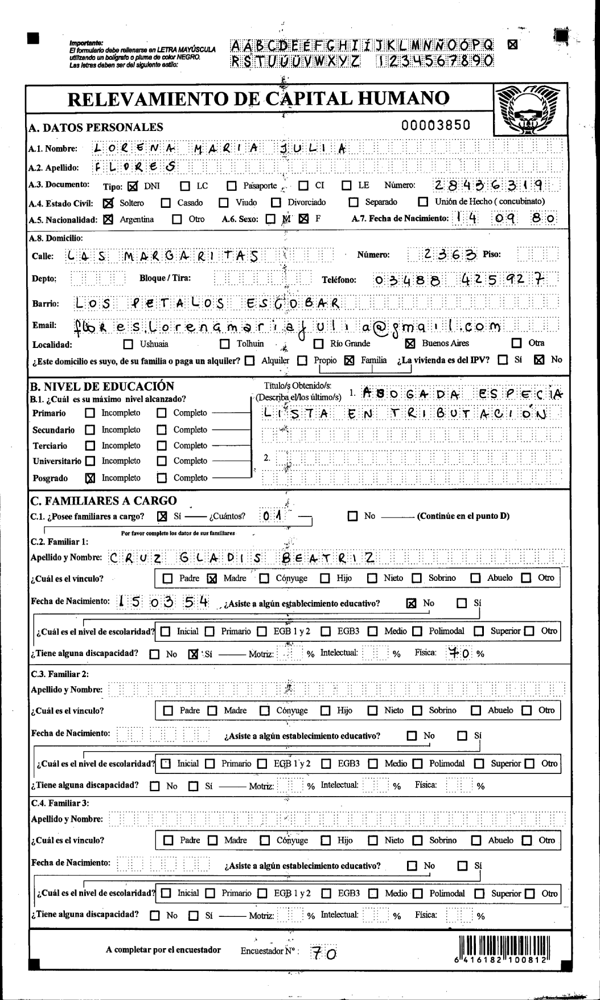 Importante:
El formulario debe rellenarse en LETRA MAYÚSCULA
utilizando un bolígrafo o pluma de color NEGRO.
Las letras deben ser del siguiente estilo:
AÁBCDEÉFGHIÍJKLMNÑOÓPQ
RSTUÚÜVWXYZ 1234567890
RELEVAMIENTO DE CAPITAL HUMANO
A. DATOS PERSONALES 00003850
A.1. Nombre: LORENA MARIA JULIA
A.2. Apellido: FLORES
A.3. Documento: Tipo: DNI LC Pasaporte CI LE Número: 28436319
A.4. Estado Civil: Soltero Casado Viudo Divorciado Separado Unión de Hecho ( concubinato)
A.5. Nacionalidad: Argentina Otro A.6. Sexo: M F A.7. Fecha de Nacimiento: 14 09 80
A.8. Domicilio:
Calle: LAS MARGARITAS Número: 2363 Piso:
Depto: Bloque / Tira: Teléfono: 03488 425927
Barrio: LOS PETALOS ESCOBAR
Email: flores.lorenamariajulia@gmail.com
Localidad: Ushuaia Tolhuin Río Grande Buenos Aires Otra
¿Este domicilio es suyo, de su familia o paga un alquiler? Alquiler Propio Familia ¿La vivienda es del IPV? Sí No
B. NIVEL DE EDUCACIÓN
B.1. ¿Cuál es su máximo nivel alcanzado?
Primario Incompleto Completo
Secundario Incompleto Completo
Terciario Incompleto Completo
Universitario Incompleto Completo
Posgrado Incompleto Completo
Título/s Obtenido/s:
(Describa el/los último/s) 1. ABOGADA ESPECIA
LISTA EN TRIBUTACIÓN
2.
C. FAMILIARES A CARGO
C.1. ¿Posee familiares a cargo? Sí ¿Cuántos? 01 No (Continúe en el punto D)
Por favor complete los datos de sus familiares
C.2. Familiar 1:
Apellido y Nombre: CRUZ GLADIS BEATRIZ
¿Cuál es el vínculo? Padre Madre Cónyuge Hijo Nieto Sobrino Abuelo Otro
Fecha de Nacimiento: 150354 ¿Asiste a algún establecimiento educativo? No Sí
¿Cuál es el nivel de escolaridad? Inicial Primario EGB 1 y 2 EGB3 Medio Polimodal Superior Otro
¿Tiene alguna discapacidad? No Sí Motriz: % Intelectual: % Física: 70 %
C.3. Familiar 2:
Apellido y Nombre:
¿Cuál es el vínculo? Padre Madre Cónyuge Hijo Nieto Sobrino Abuelo Otro
Fecha de Nacimiento: ¿Asiste a algún establecimiento educativo? No Sí
¿Cuál es el nivel de escolaridad? Inicial Primario EGB 1 y 2 EGB3 Medio Polimodal Superior Otro
¿Tiene alguna discapacidad? No Sí Motriz: % Intelectual: % Física: %
C.4. Familiar 3:
Apellido y Nombre:
¿Cuál es el vínculo? Padre Madre Cónyuge Hijo Nieto Sobrino Abuelo Otro
Fecha de Nacimiento: ¿Asiste a algún establecimiento educativo? No Sí
¿Cuál es el nivel de escolaridad? Inicial Primario EGB 1 y 2 EGB3 Medio Polimodal Superior Otro
¿Tiene alguna discapacidad? No Sí Motriz: % Intelectual: % Física: %
A completar por el encuestador Encuestador Nº : 70
6 416182 100812